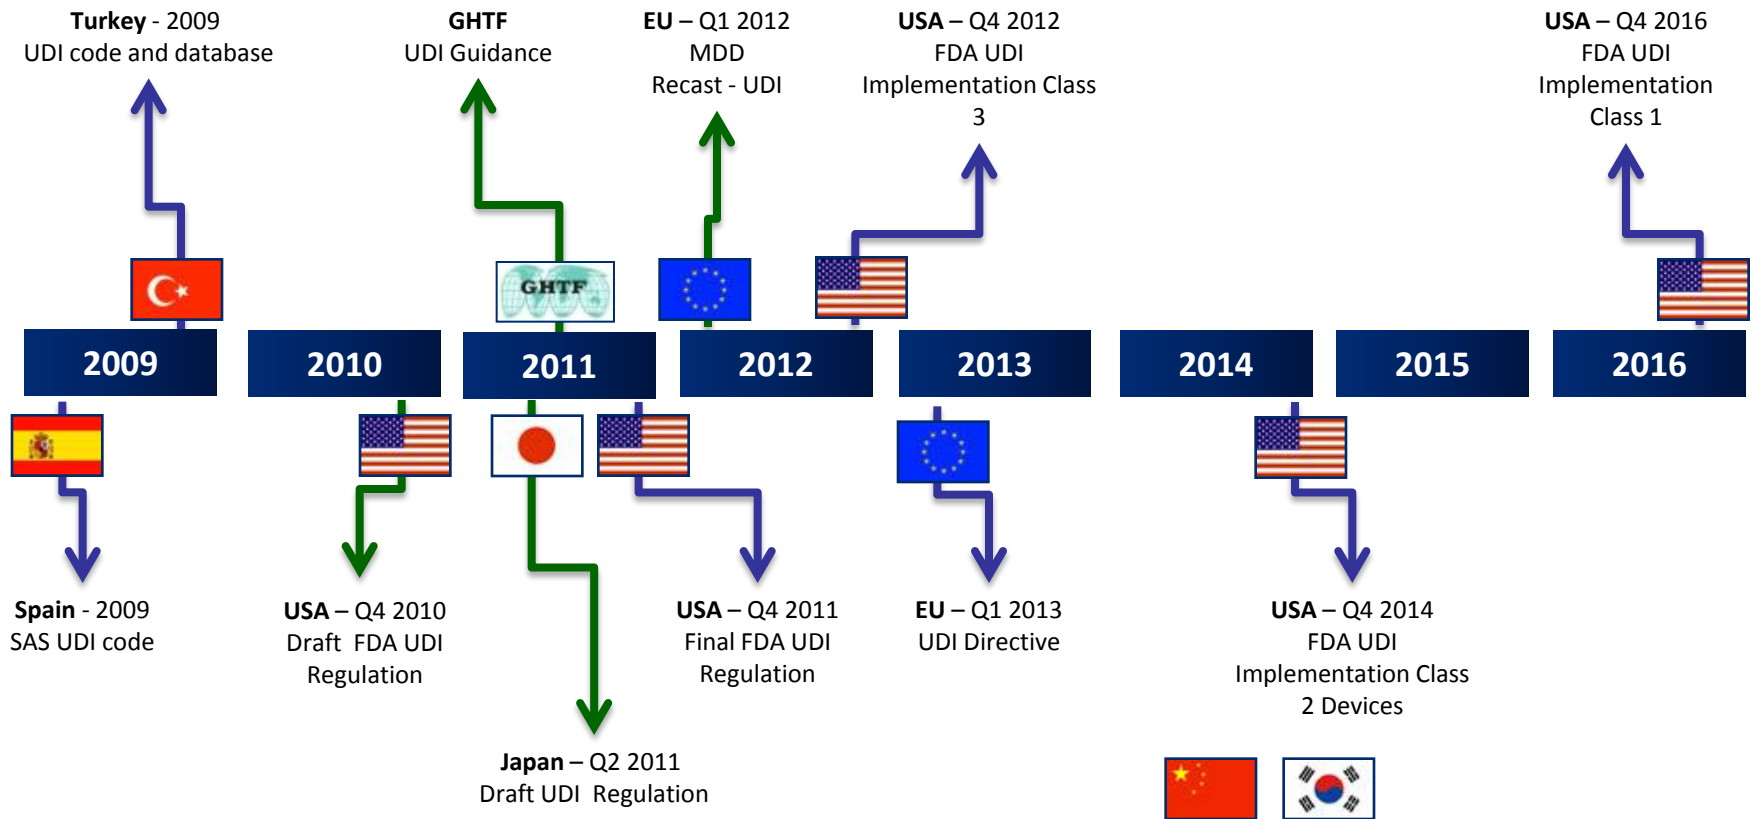 Turkey - 2009
UDI code and database
GHTF
UDI Guidance
EU – Q1 2012
MDD
Recast - UDI
USA – Q4 2012
FDA UDI
Implementation Class
3
USA – Q4 2016
FDA UDI
Implementation
Class 1
GHTF
2009
2010
2011
2012
2013
2014
2015
2016
Spain - 2009
SAS UDI code
USA – Q4 2010
Draft FDA UDI
Regulation
Japan – Q2 2011
Draft UDI Regulation
USA – Q4 2011
Final FDA UDI
Regulation
EU – Q1 2013
UDI Directive
USA – Q4 2014
FDA UDI
Implementation Class
2 Devices